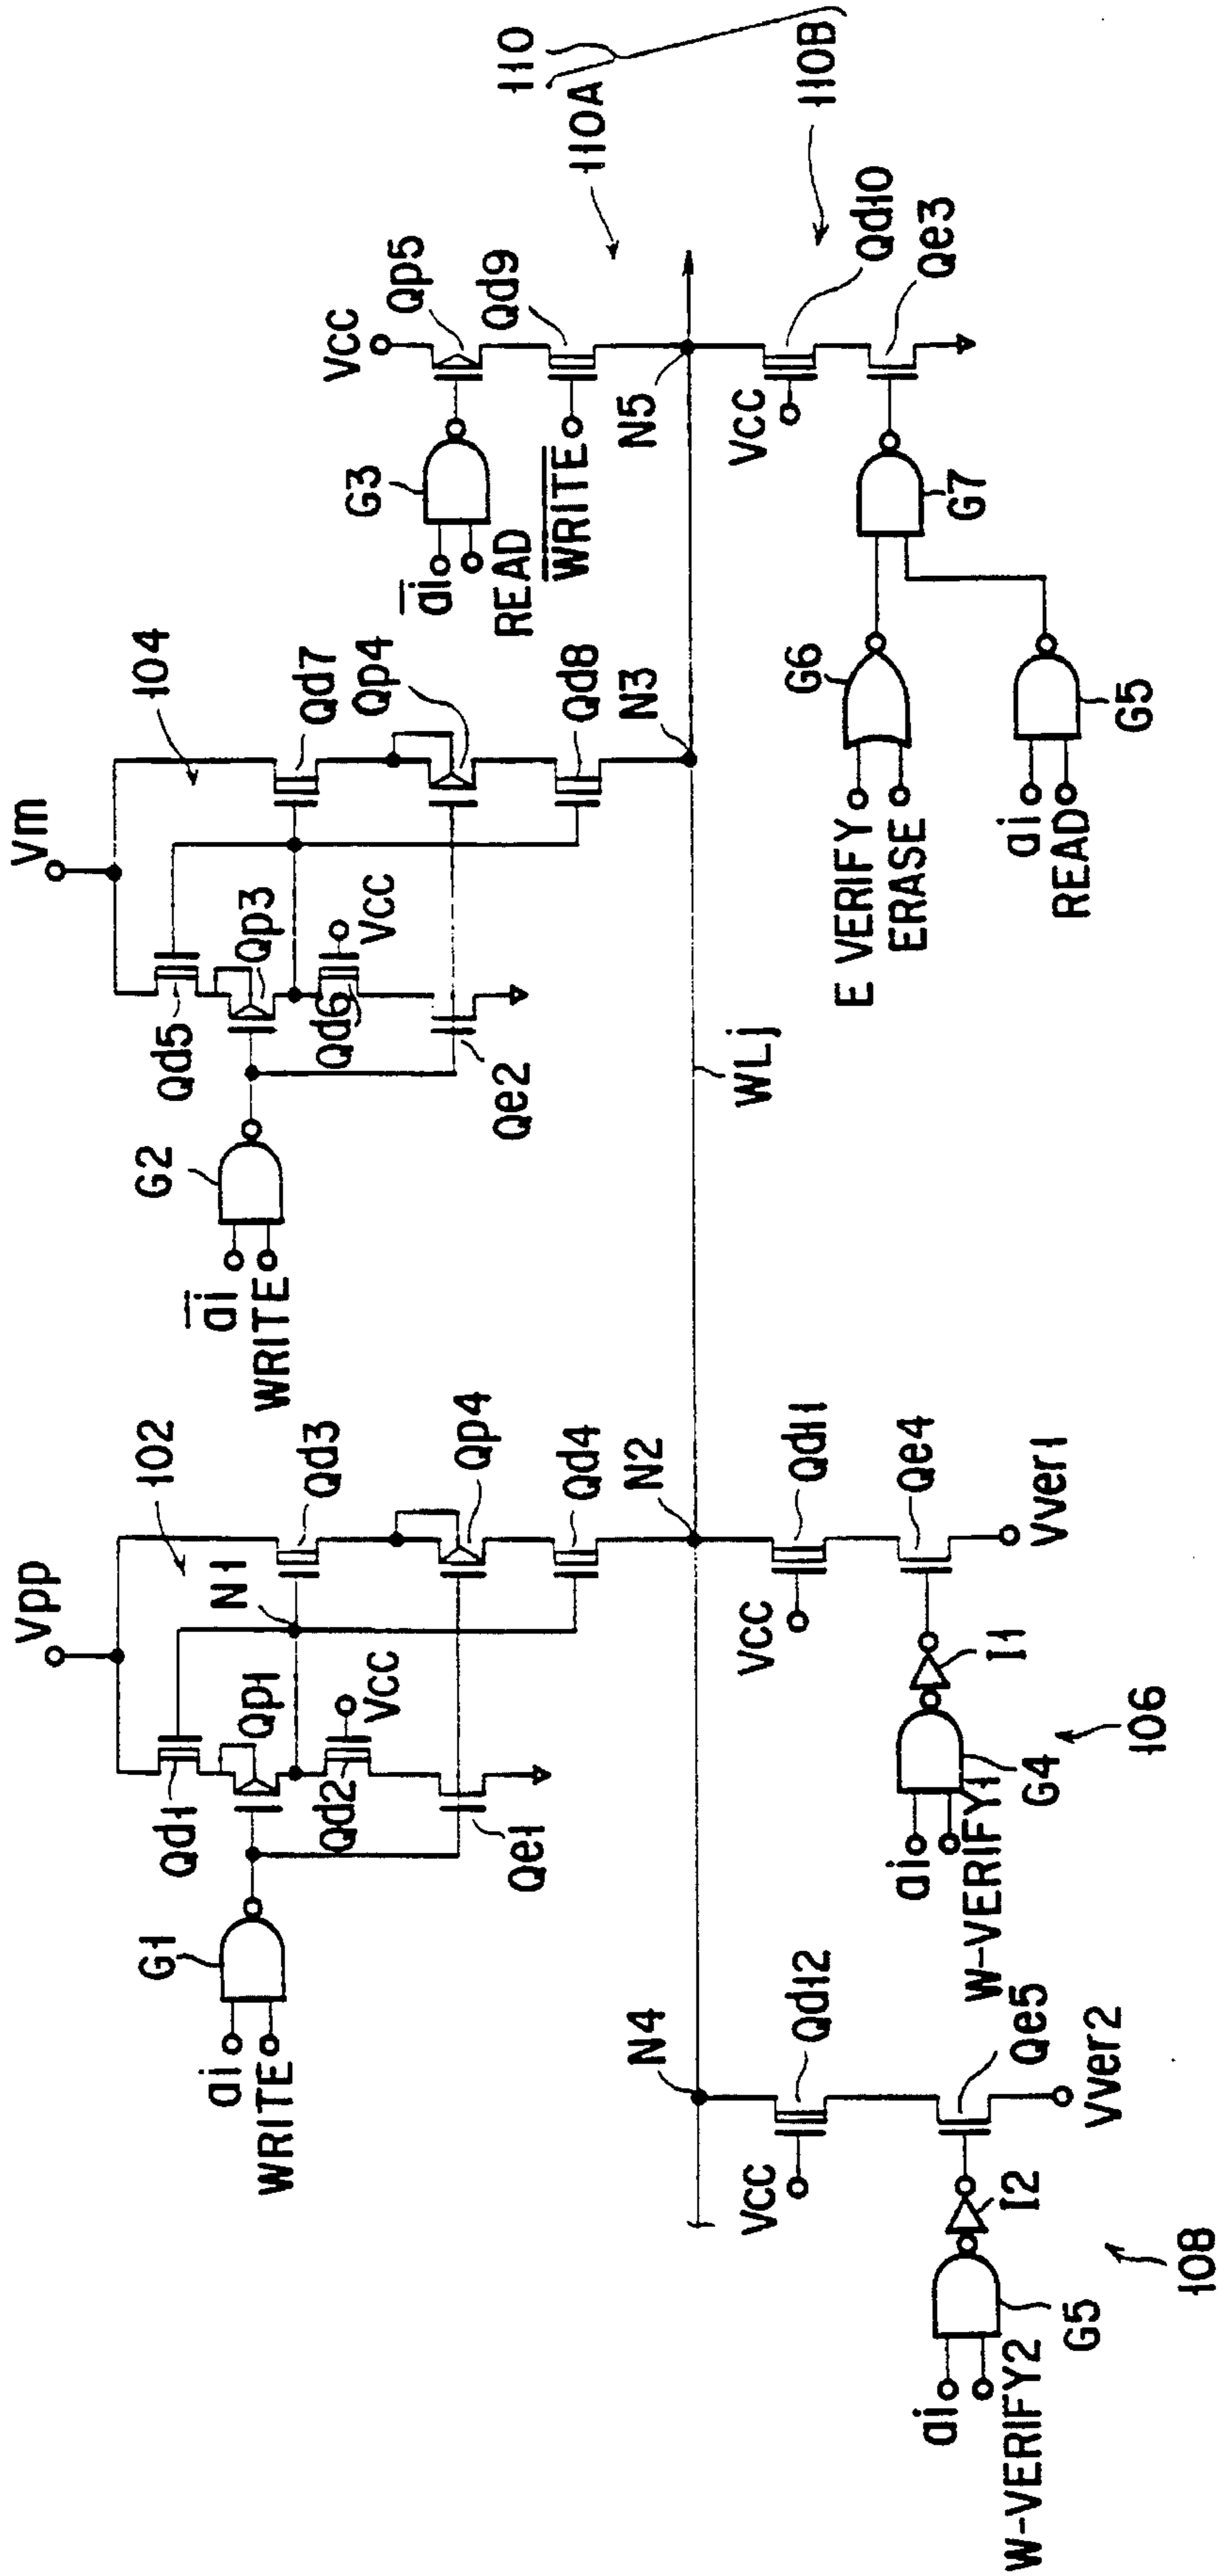 Vpp
102
Qd1
Qp1
N1
Qd3
Qd2
VCC
Qp4
Qe1
Qd4
G1
ai
WRITE
N2
Vm
104
Qd5
Qp3
Qd7
Qd6
VCC
Qp4
Qe2
Qd8
G2
a̅i̅
WRITE
N3
WLj
VCC
Qp5
G3
a̅i̅
READ
Qd9
W̅R̅I̅T̅E̅
N5
110
110A
110B
VCC
Qd10
Qe3
G7
G6
E VERIFY
ERASE
ai
READ
G5
VCC
Qd11
Qe4
Vver1
I1
G4
ai
W-VERIFY1
106
N4
VCC
Qd12
Qe5
Vver2
I2
G5
ai
W-VERIFY2
108